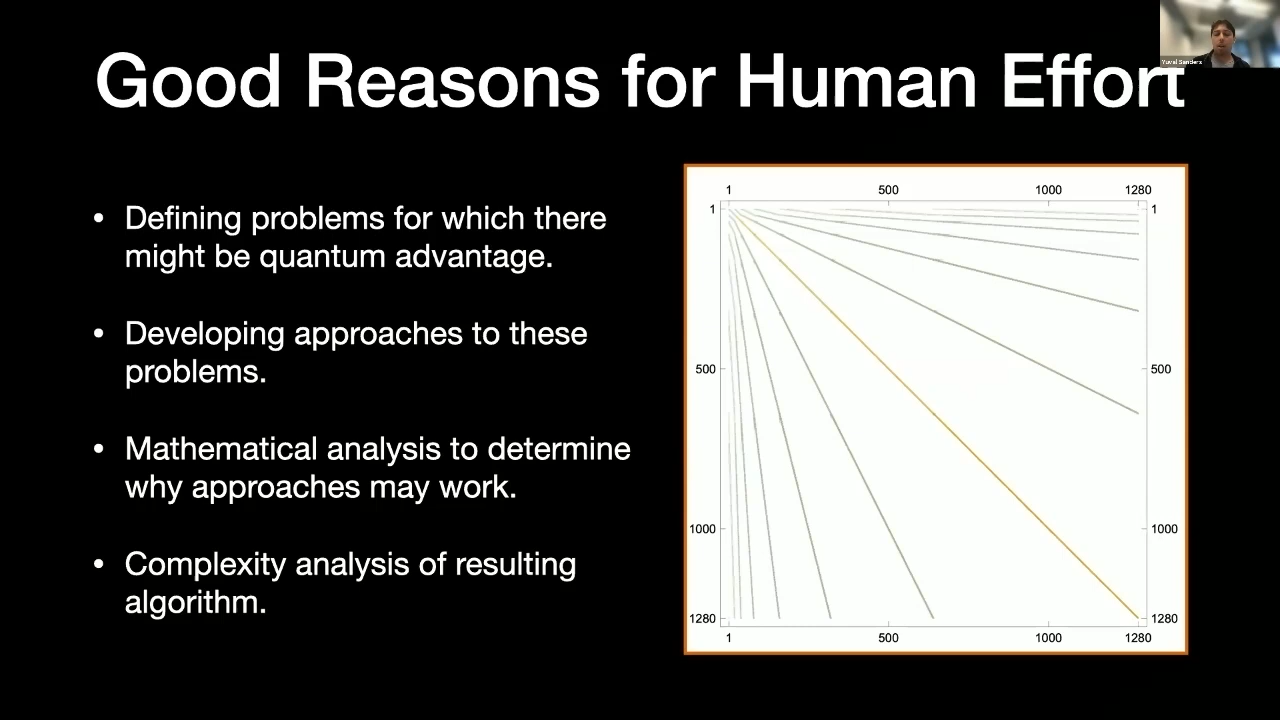 Good Reasons for Human Effort
Yuval Sanders
• Defining problems for which there
might be quantum advantage.
• Developing approaches to these
problems.
• Mathematical analysis to determine
why approaches may work.
• Complexity analysis of resulting
algorithm.
1 500 1000 1280
1 1
500 500
1000 1000
1280 1280
1 500 1000 1280